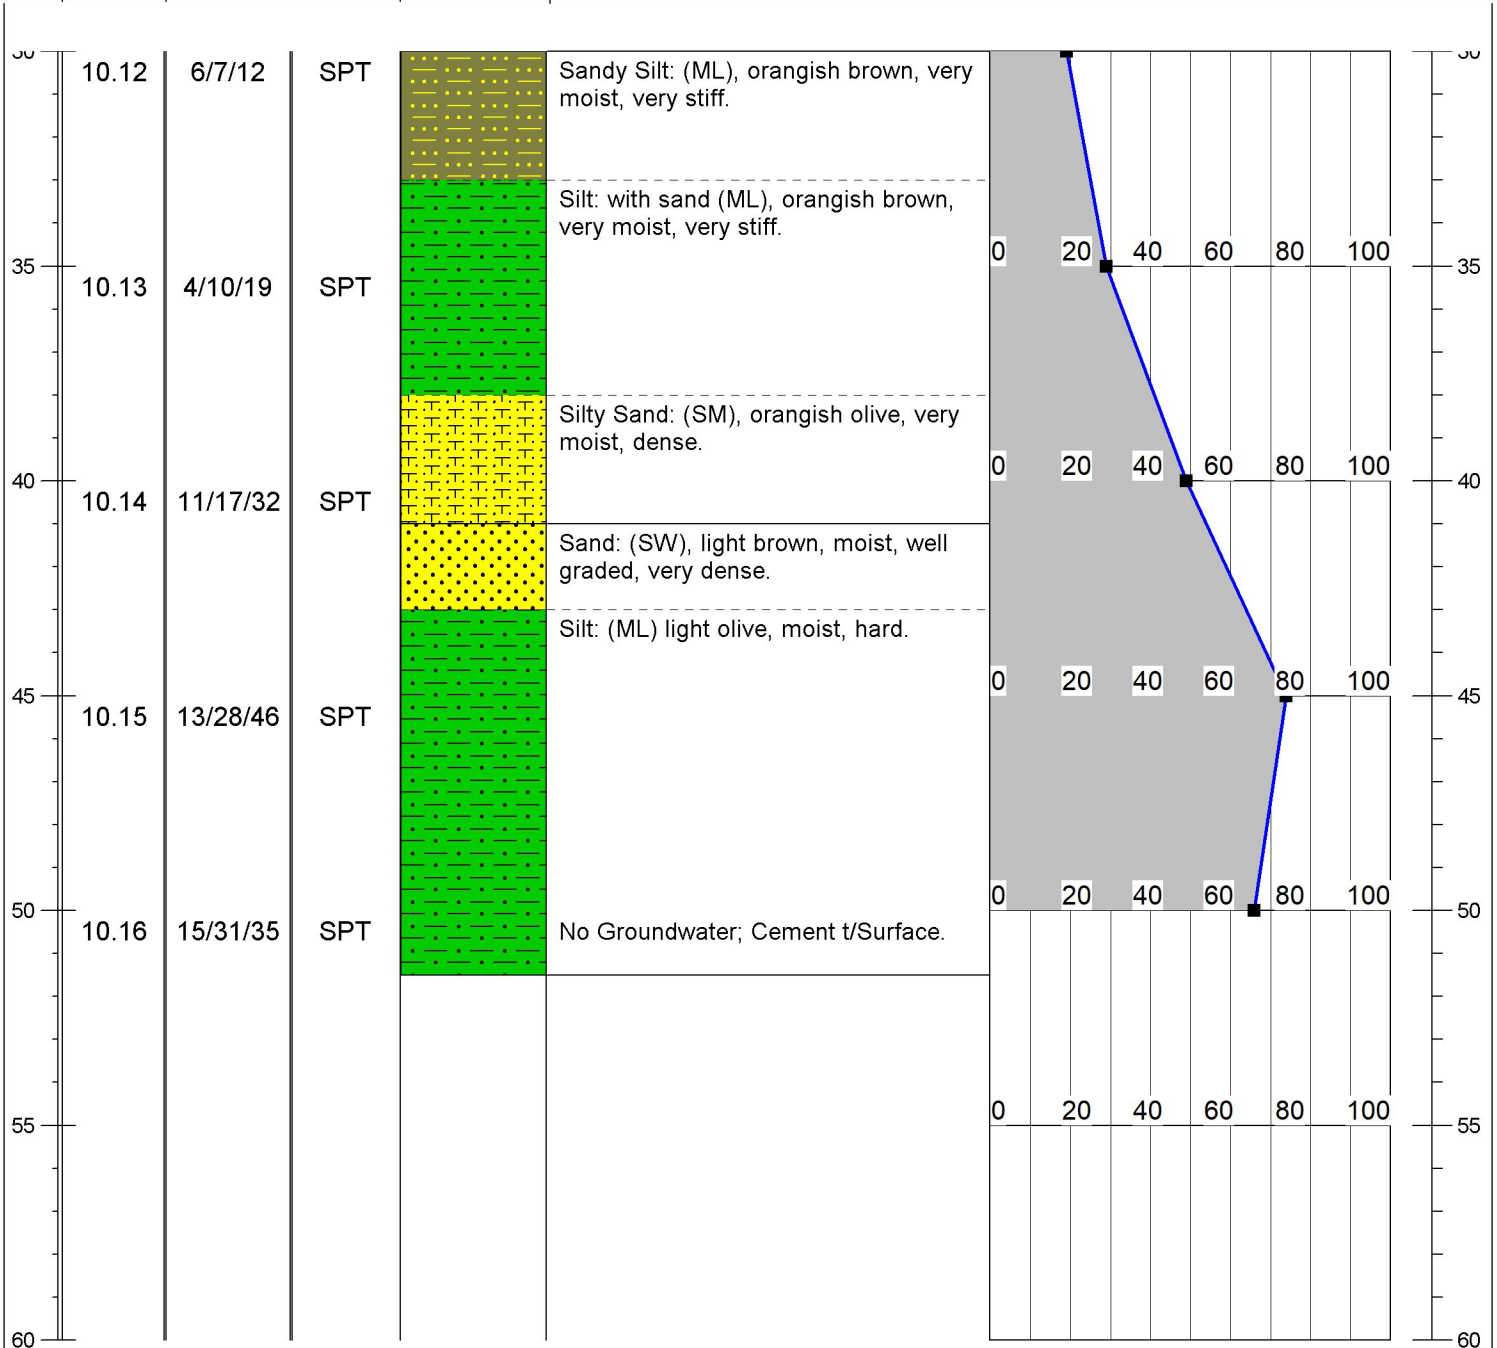 30 30
10.12 6/7/12 SPT Sandy Silt: (ML), orangish brown, very
moist, very stiff.
Silt: with sand (ML), orangish brown,
very moist, very stiff.
0 20 40 60 80 100
35 35
10.13 4/10/19 SPT
Silty Sand: (SM), orangish olive, very
moist, dense.
0 20 40 60 80 100
40 40
10.14 11/17/32 SPT
Sand: (SW), light brown, moist, well
graded, very dense.
Silt: (ML) light olive, moist, hard.
0 20 40 60 80 100
45 45
10.15 13/28/46 SPT
0 20 40 60 80 100
50 50
10.16 15/31/35 SPT No Groundwater; Cement t/Surface.
0 20 40 60 80 100
55 55
60 60